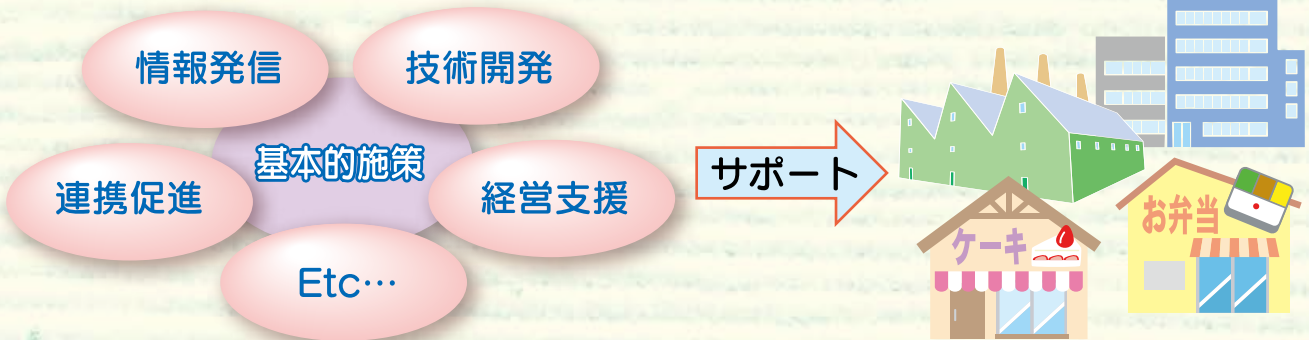 情報発信
技術開発
基本的施策
連携促進
経営支援
Etc…
サポート
ケーキ
お弁当